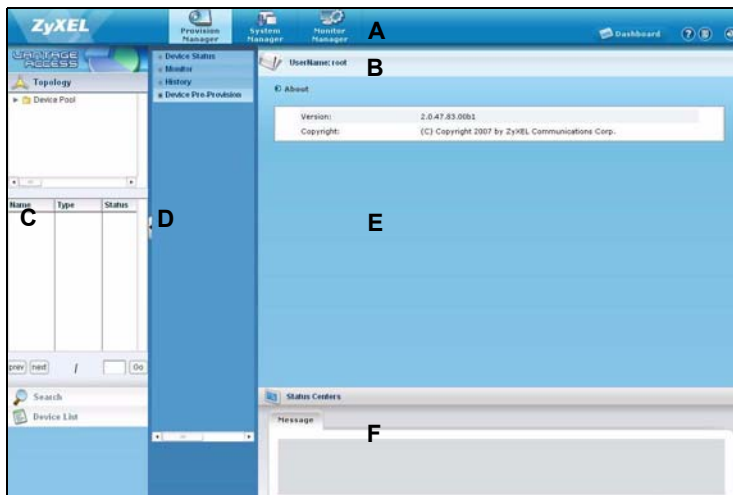 ZyXEL
Provision
Manager
System
Manager
Monitor
Manager
A
Dashboard
?
VANTAGE
ACCESS
Topology
Device Pool
Device Status
Monitor
History
Device Pre-Provision
UserName: root
B
About
Version: 2.0.47.83.00b1
Copyright: (C) Copyright 2007 by ZyXEL Communications Corp.
Name Type Status
C
D
E
prev next / Go
Search
Device List
Status Centers
Message
F